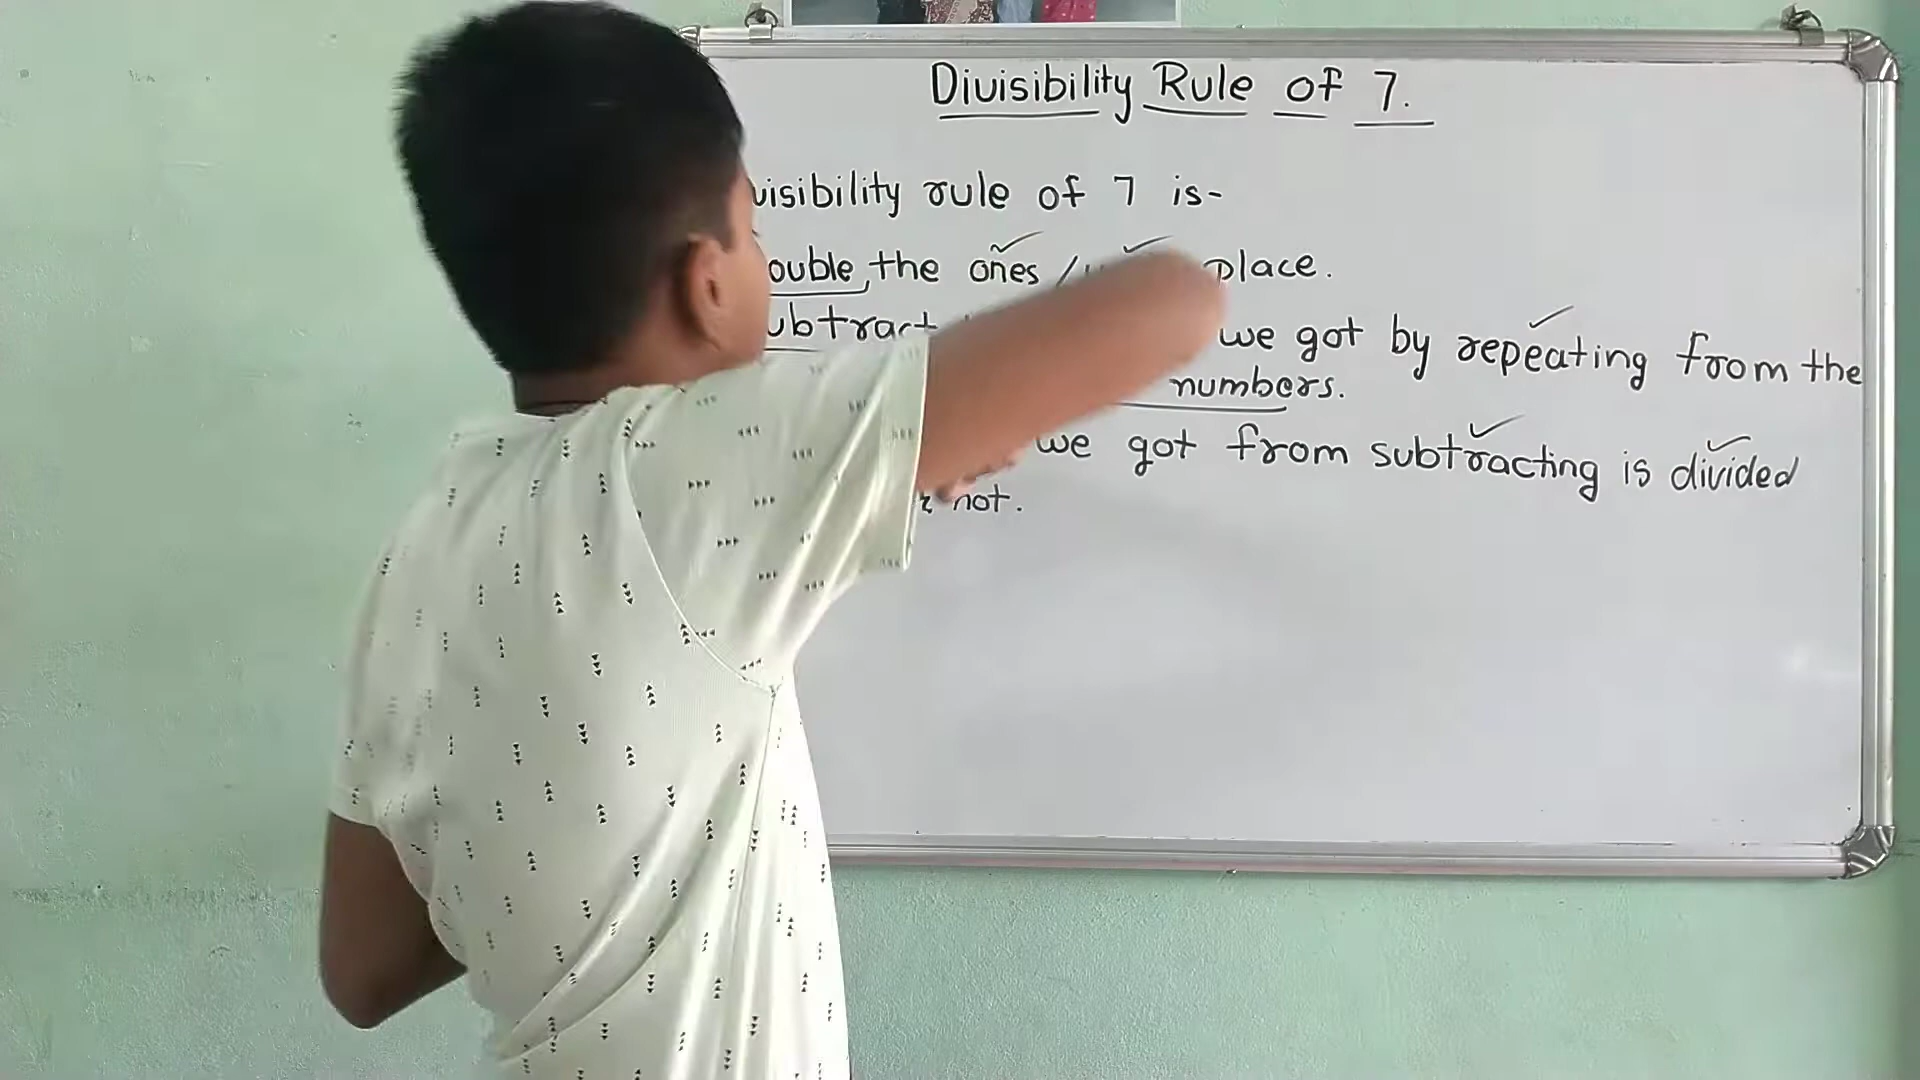 Divisibility Rule of 7.
visibility rule of 7 is-
ouble the ones / place.
ubtract we got by repeating from the
numbers.
we got from subtracting is divided
not.